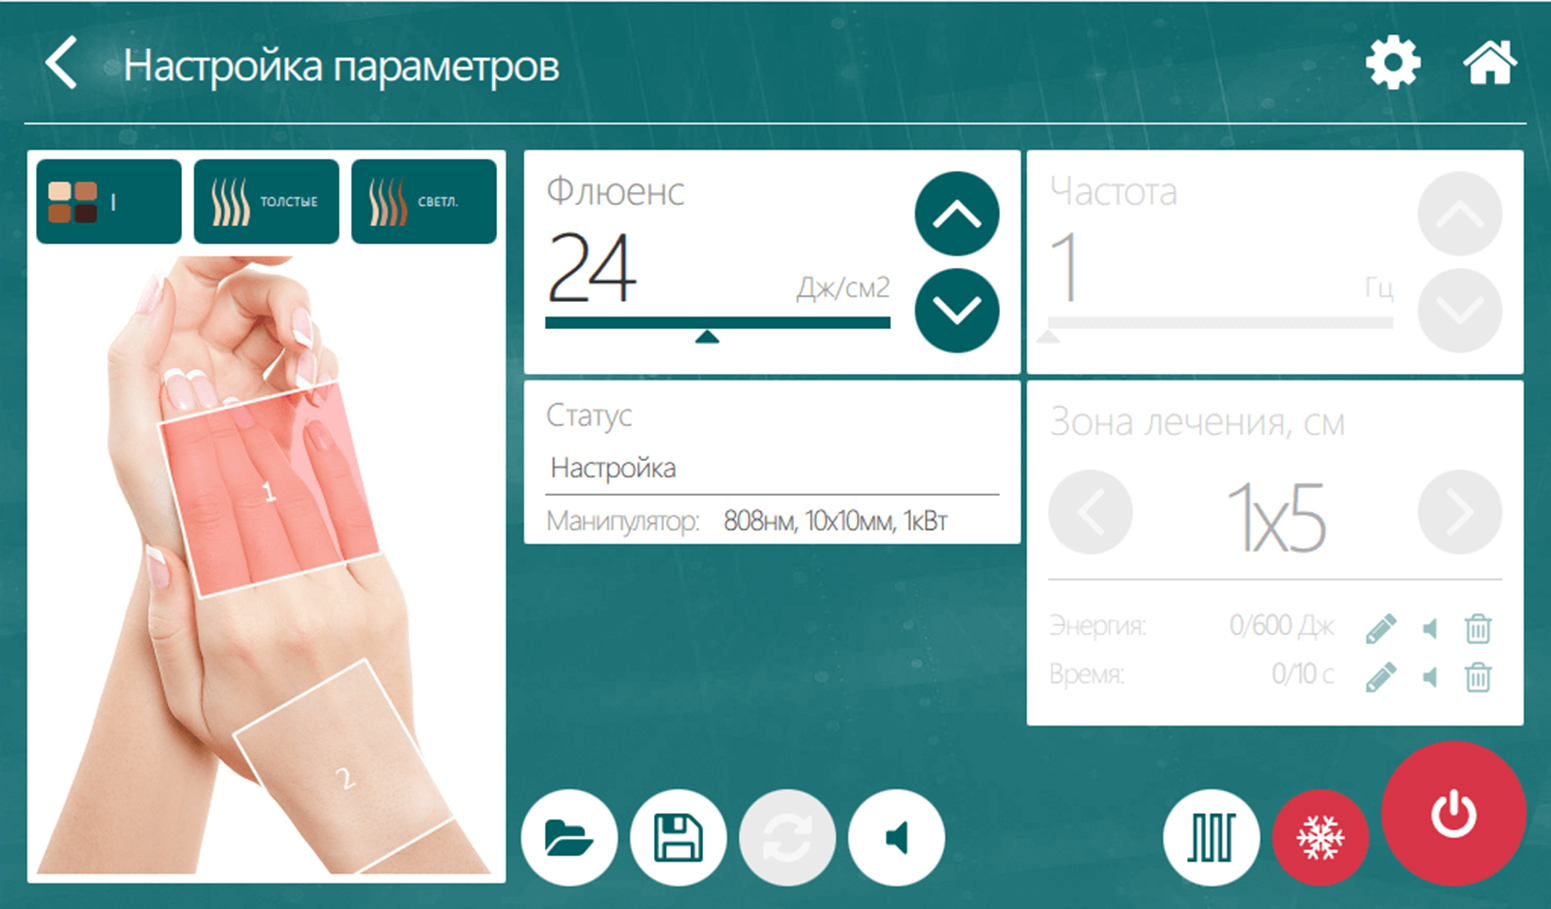 Настройка параметров
I
ТОЛСТЫЕ
СВЕТЛ.
1
2
Флюенс
24
Дж/см2
Статус
Настройка
Манипулятор: 808нм, 10х10мм, 1кВт
Частота
1
Гц
Зона лечения, см
1x5
Энергия: 0/600 Дж
Время: 0/10 с